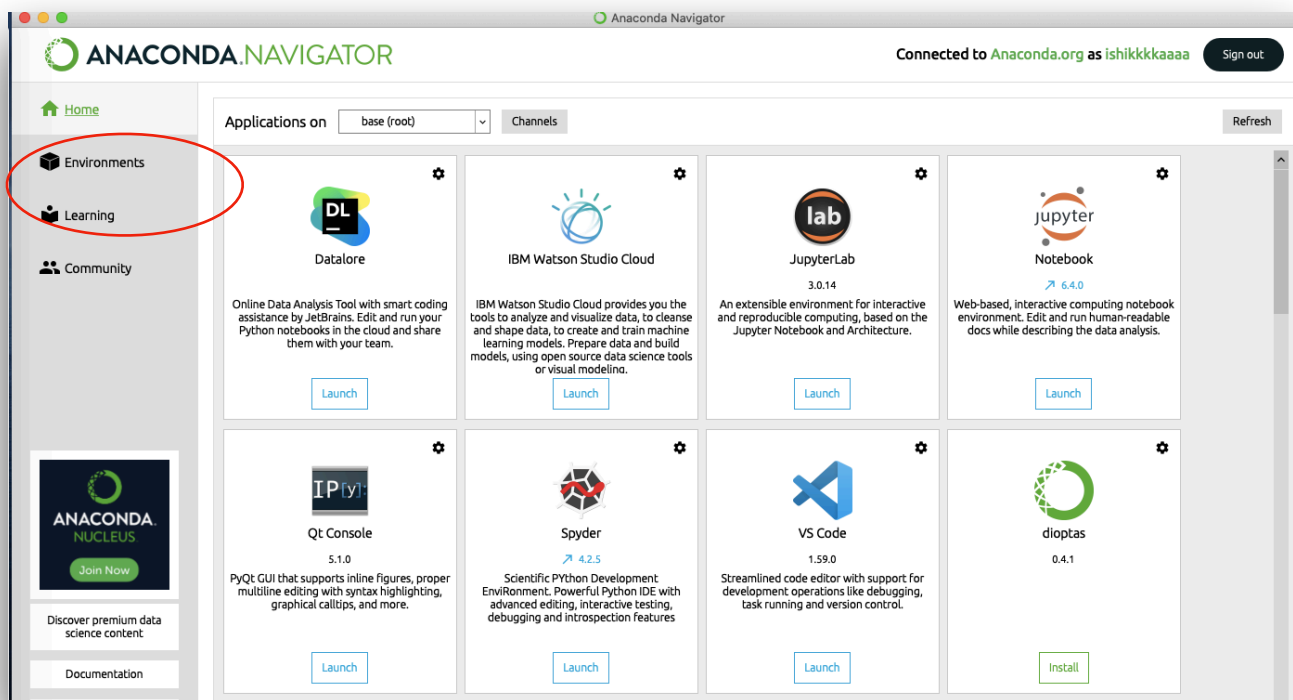 Anaconda Navigator
ANACONDA.NAVIGATOR
Connected to Anaconda.org as ishikkkkaaaa
Sign out
Home
Environments
Learning
Community
Applications on
base (root)
Channels
Refresh
DL
Datalore
Online Data Analysis Tool with smart coding
assistance by JetBrains. Edit and run your
Python notebooks in the cloud and share
them with your team.
Launch
IBM Watson Studio Cloud
IBM Watson Studio Cloud provides you the
tools to analyze and visualize data, to cleanse
and shape data, to create and train machine
learning models. Prepare data and build
models, using open source data science tools
or visual modeling.
Launch
lab
JupyterLab
3.0.14
An extensible environment for interactive
and reproducible computing, based on the
Jupyter Notebook and Architecture.
Launch
jupyter
Notebook
6.4.0
Web-based, interactive computing notebook
environment. Edit and run human-readable
docs while describing the data analysis.
Launch
IP[y]:
Qt Console
5.1.0
PyQt GUI that supports inline figures, proper
multiline editing with syntax highlighting,
graphical calltips, and more.
Launch
Spyder
4.2.5
Scientific PYthon Development
EnviRonment. Powerful Python IDE with
advanced editing, interactive testing,
debugging and introspection features
Launch
VS Code
1.59.0
Streamlined code editor with support for
development operations like debugging,
task running and version control.
Launch
dioptas
0.4.1
Install
ANACONDA.
NUCLEUS
Join Now
Discover premium data
science content
Documentation